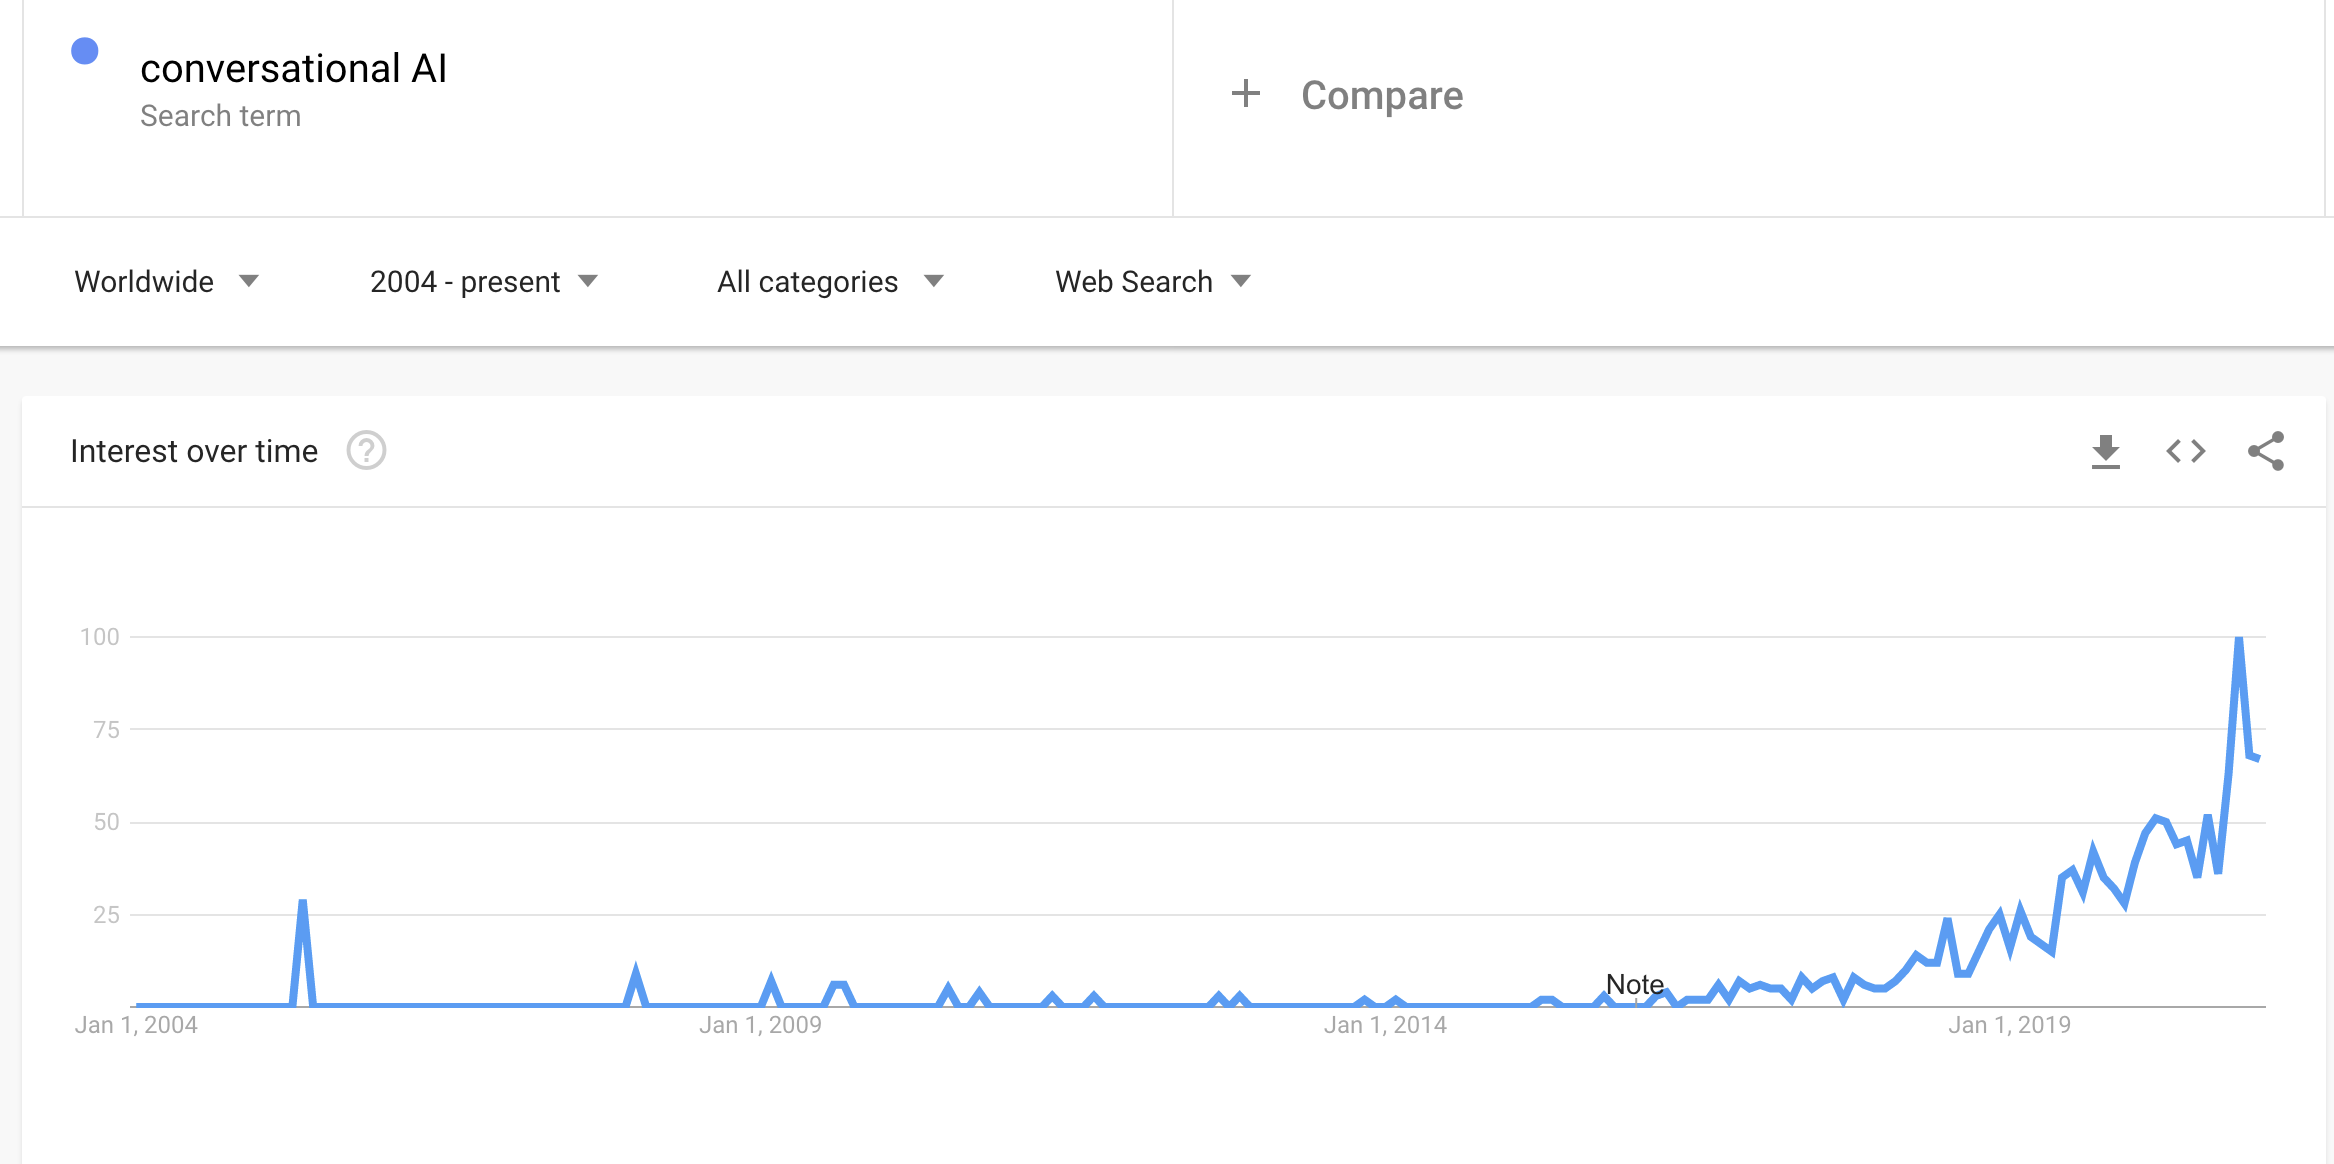 conversational AI
Search term
+ Compare
Worldwide
2004 - present
All categories
Web Search
Interest over time ?
100
75
50
25
Note
Jan 1, 2004
Jan 1, 2009
Jan 1, 2014
Jan 1, 2019